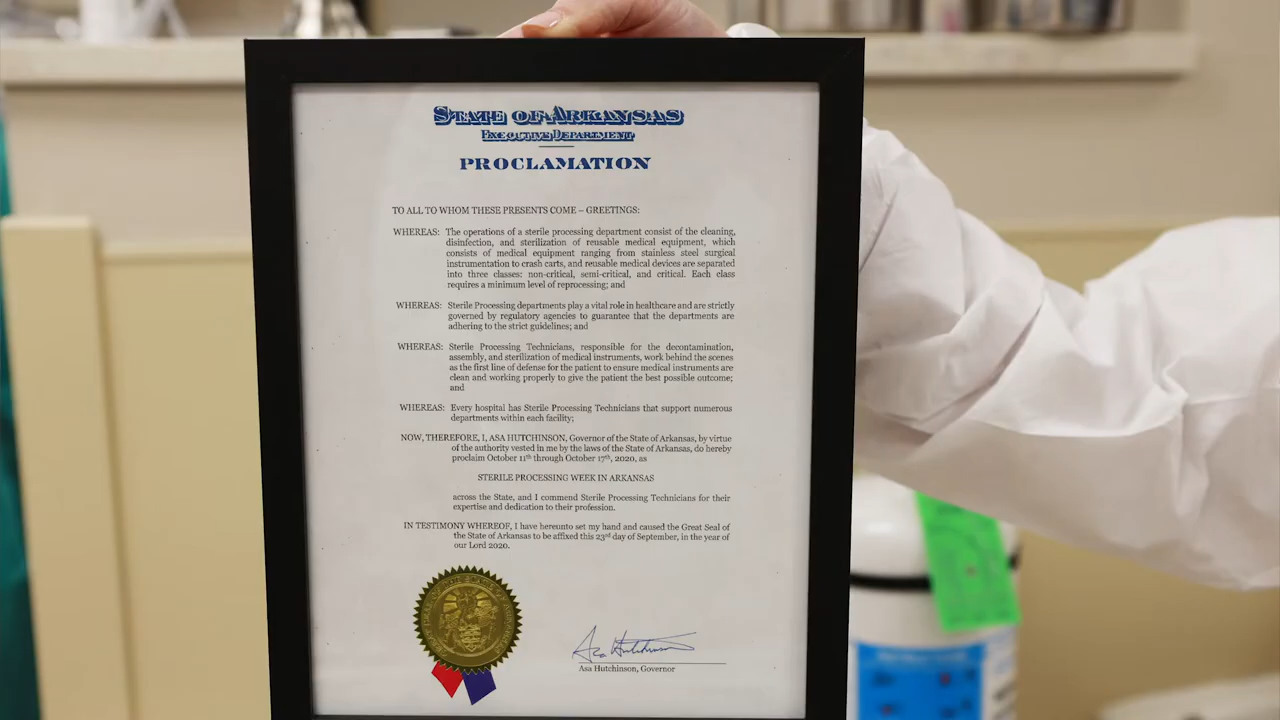 STATE OF ARKANSAS
EXECUTIVE DEPARTMENT
PROCLAMATION
TO ALL TO WHOM THESE PRESENTS COME – GREETINGS:
WHEREAS: The operations of a sterile processing department consist of the cleaning,
disinfection, and sterilization of reusable medical equipment, which
consists of medical equipment ranging from stainless steel surgical
instrumentation to crash carts, and reusable medical devices are separated
into three classes: non-critical, semi-critical, and critical. Each class
requires a minimum level of reprocessing; and
WHEREAS: Sterile Processing departments play a vital role in healthcare and are strictly
governed by regulatory agencies to guarantee that the departments are
adhering to the strict guidelines; and
WHEREAS: Sterile Processing Technicians, responsible for the decontamination,
assembly, and sterilization of medical instruments, work behind the scenes
as the first line of defense for the patient to ensure medical instruments are
clean and working properly to give the patient the best possible outcome;
and
WHEREAS: Every hospital has Sterile Processing Technicians that support numerous
departments within each facility;
NOW, THEREFORE, I, ASA HUTCHINSON, Governor of the State of Arkansas, by virtue
of the authority vested in me by the laws of the State of Arkansas, do hereby
proclaim October 11th through October 17th, 2020, as
STERILE PROCESSING WEEK IN ARKANSAS
across the State, and I commend Sterile Processing Technicians for their
expertise and dedication to their profession.
IN TESTIMONY WHEREOF, I have hereunto set my hand and caused the Great Seal of
the State of Arkansas to be affixed this 23rd day of September, in the year of
our Lord 2020.
Asa Hutchinson
Asa Hutchinson, Governor